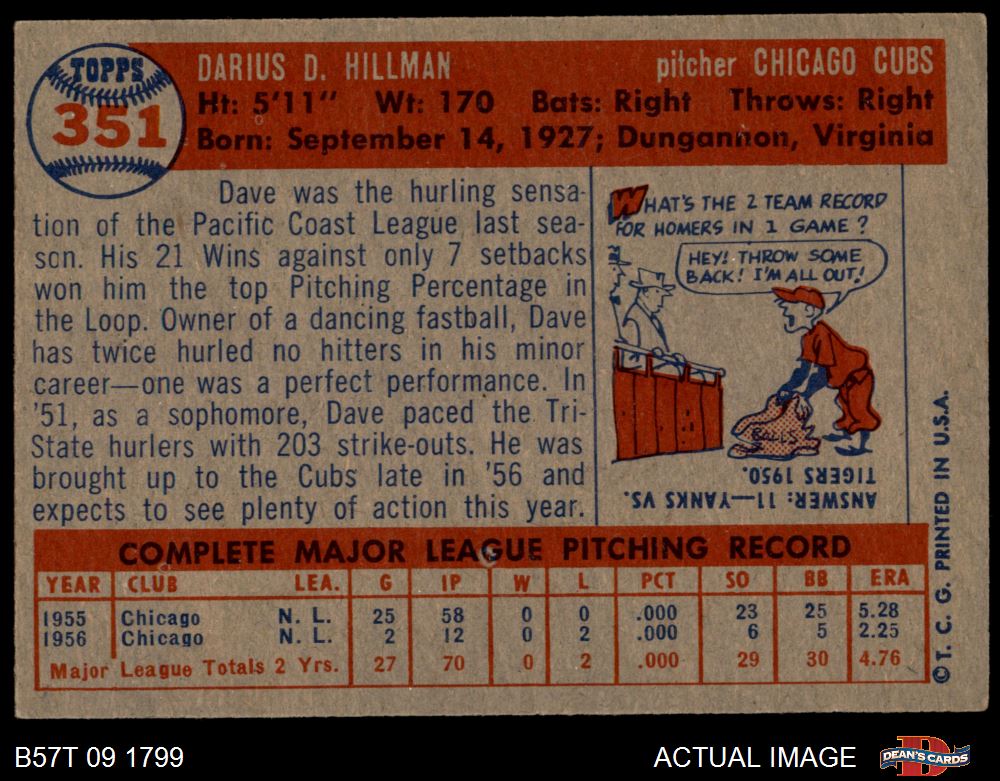 TOPPS
351
DARIUS D. HILLMAN pitcher CHICAGO CUBS
Ht: 5'11" Wt: 170 Bats: Right Throws: Right
Born: September 14, 1927; Dungannon, Virginia
Dave was the hurling sensa-
tion of the Pacific Coast League last sea-
son. His 21 Wins against only 7 setbacks
won him the top Pitching Percentage in
the Loop. Owner of a dancing fastball, Dave
has twice hurled no hitters in his minor
career—one was a perfect performance. In
'51, as a sophomore, Dave paced the Tri-
State hurlers with 203 strike-outs. He was
brought up to the Cubs late in '56 and
expects to see plenty of action this year.
WHAT'S THE 2 TEAM RECORD
FOR HOMERS IN 1 GAME?
HEY! THROW SOME
BACK! I'M ALL OUT!
BALLS
ANSWER: 11—YANKS VS.
TIGERS 1950.
COMPLETE MAJOR LEAGUE PITCHING RECORD
YEAR CLUB LEA. G IP W L PCT SO BB ERA
1955 Chicago N. L. 25 58 0 0 .000 23 25 5.28
1956 Chicago N. L. 2 12 0 2 .000 6 5 2.25
Major League Totals 2 Yrs. 27 70 0 2 .000 29 30 4.76
© T. C. G. PRINTED IN U.S.A.
B57T 09 1799 ACTUAL IMAGE
D
DEAN'S CARDS